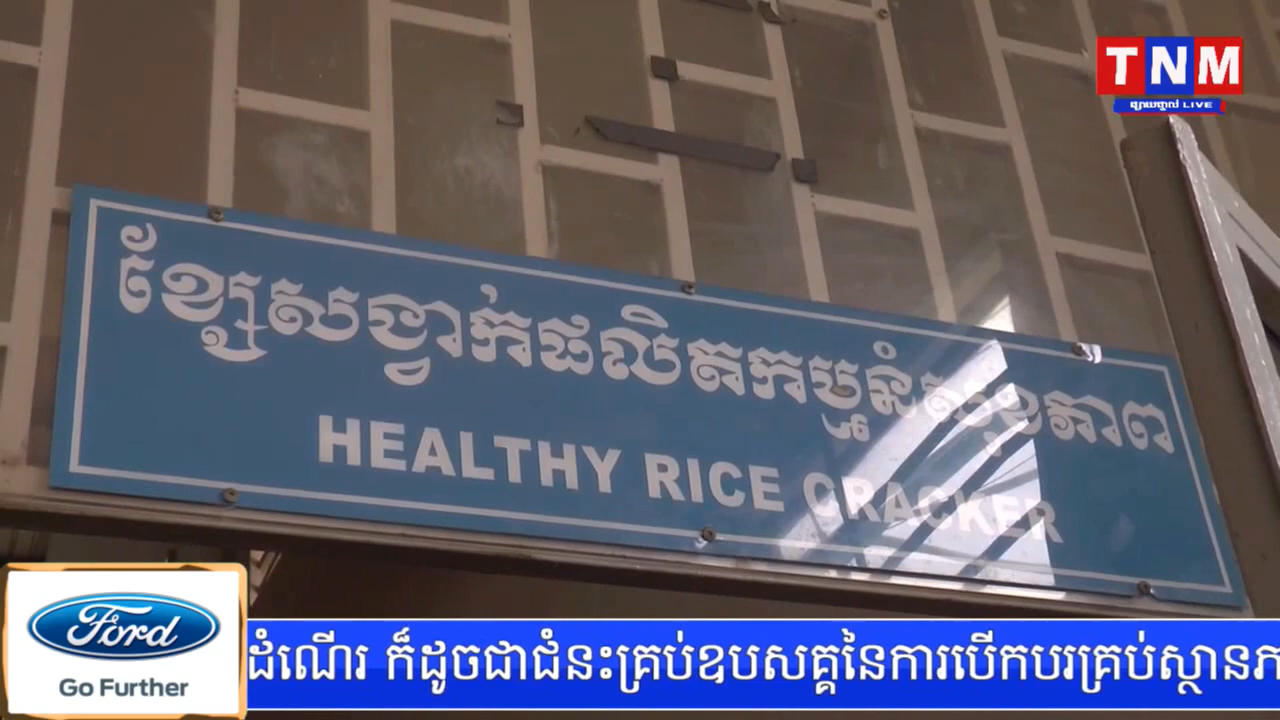 TNM
ផ្សាយផ្ទាល់ LIVE
ខ្សែសង្វាក់ផលិតកម្មនំសុខភាព
HEALTHY RICE CRACKER
Ford
Go Further
ដំណើរ ក៏ដូចជាជំនះគ្រប់ឧបសគ្គនៃការបើកបរគ្រប់ស្ថានភ